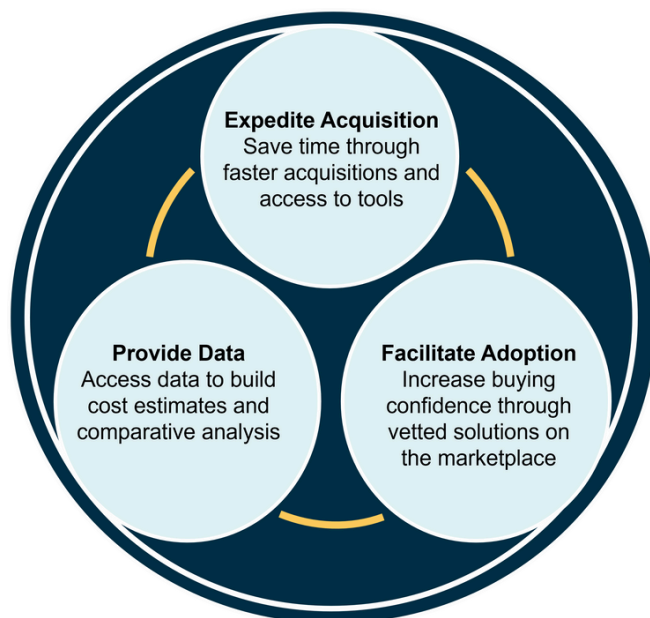 Expedite Acquisition
Save time through
faster acquisitions and
access to tools
Provide Data
Access data to build
cost estimates and
comparative analysis
Facilitate Adoption
Increase buying
confidence through
vetted solutions on
the marketplace